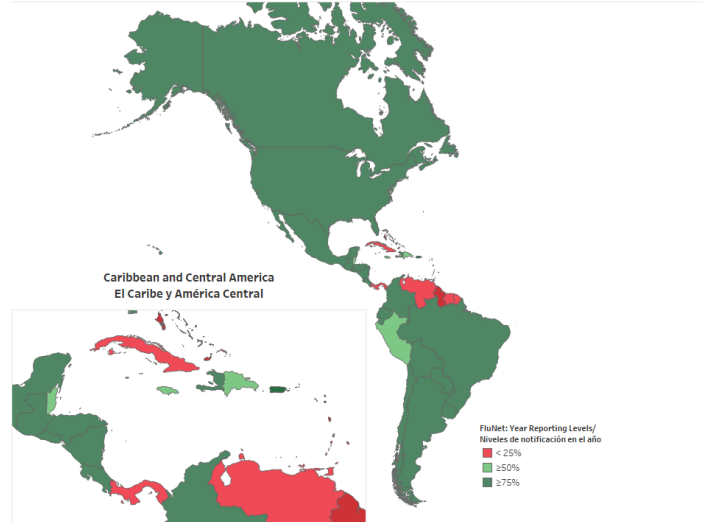 Caribbean and Central America
El Caribe y América Central
FluNet: Year Reporting Levels/
Niveles de notificación en el año
< 25%
≥50%
≥75%